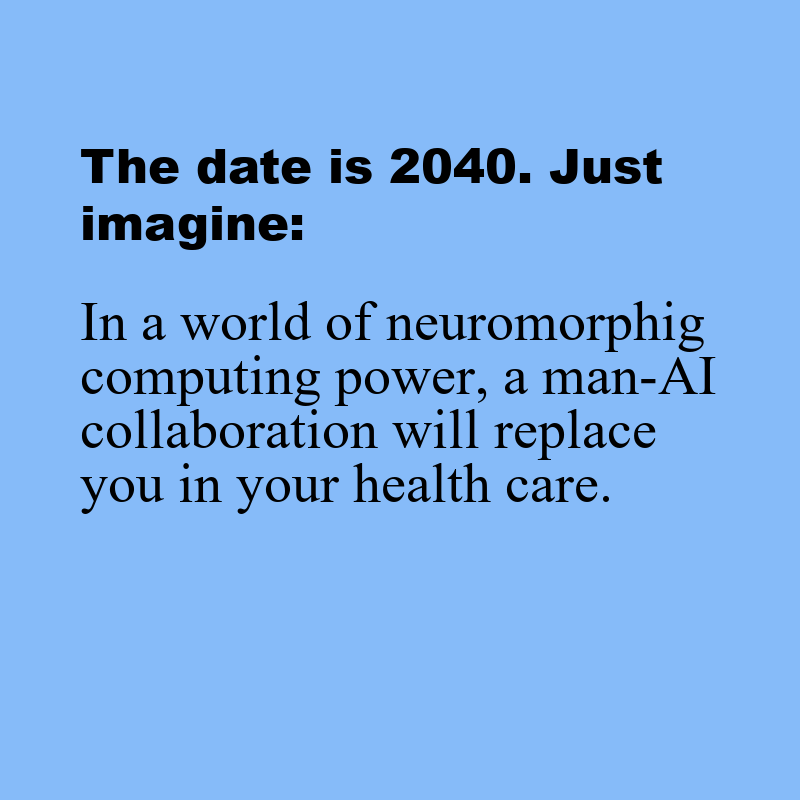 The date is 2040. Just
imagine:
In a world of neuromorphig
computing power, a man-AI
collaboration will replace
you in your health care.